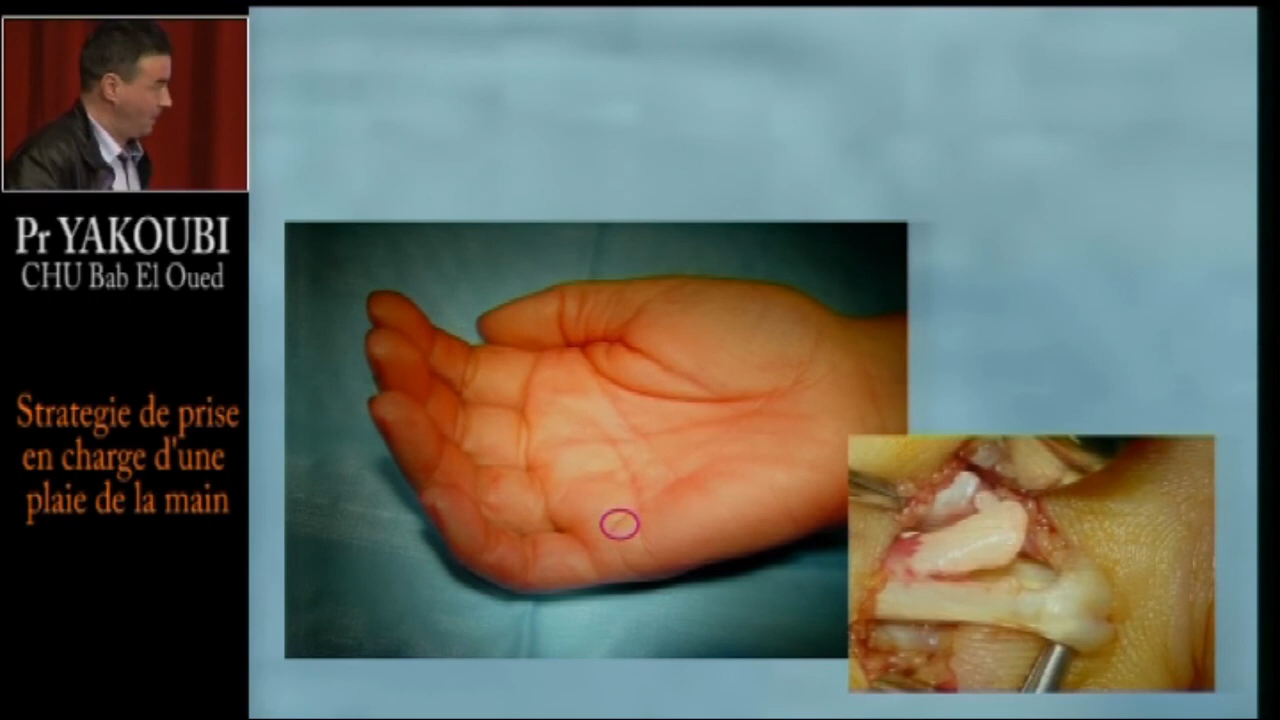 Pr YAKOUBI
CHU Bab El Oued
Strategie de prise
en charge d'une
plaie de la main